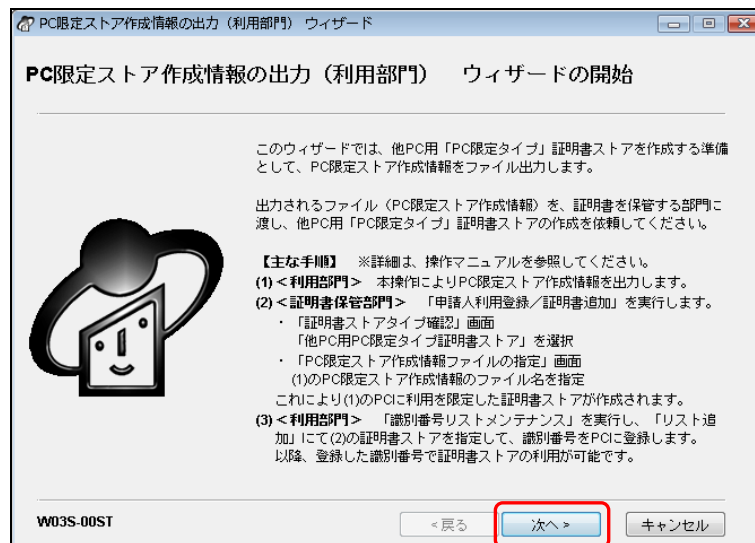 PC限定ストア作成情報の出力（利用部門） ウィザード
PC限定ストア作成情報の出力（利用部門）　ウィザードの開始
このウィザードでは、他PC用「PC限定タイプ」証明書ストアを作成する準備
として、PC限定ストア作成情報をファイル出力します。
出力されるファイル（PC限定ストア作成情報）を、証明書を保管する部門に
渡し、他PC用「PC限定タイプ」証明書ストアの作成を依頼してください。
【主な手順】　※詳細は、操作マニュアルを参照してください。
(1)＜利用部門＞　本操作によりPC限定ストア作成情報を出力します。
(2)＜証明書保管部門＞　「申請人利用登録／証明書追加」を実行します。
・「証明書ストアタイプ確認」画面
「他PC用PC限定タイプ証明書ストア」を選択
・「PC限定ストア作成情報ファイルの指定」画面
(1)のPC限定ストア作成情報のファイル名を指定
これにより(1)のPCに利用を限定した証明書ストアが作成されます。
(3)＜利用部門＞　「識別番号リストメンテナンス」を実行し、「リスト追
加」にて(2)の証明書ストアを指定して、識別番号をPCに登録します。
以降、登録した識別番号で証明書ストアの利用が可能です。
W03S-00ST
＜戻る
次へ＞
キャンセル